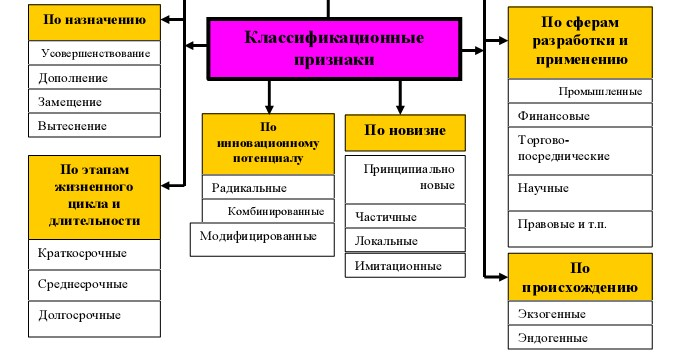 Классификационные
признаки
По назначению
Усовершенствование
Дополнение
Замещение
Вытеснение
По этапам
жизненного
цикла и
длительности
Краткосрочные
Среднесрочные
Долгосрочные
По
инновационному
потенциалу
Радикальные
Комбинированные
Модифицированные
По новизне
Принципиально
новые
Частичные
Локальные
Имитационные
По сферам
разработки и
применению
Промышленные
Финансовые
Торгово-
посреднические
Научные
Правовые и т.п.
По
происхождению
Экзогенные
Эндогенные